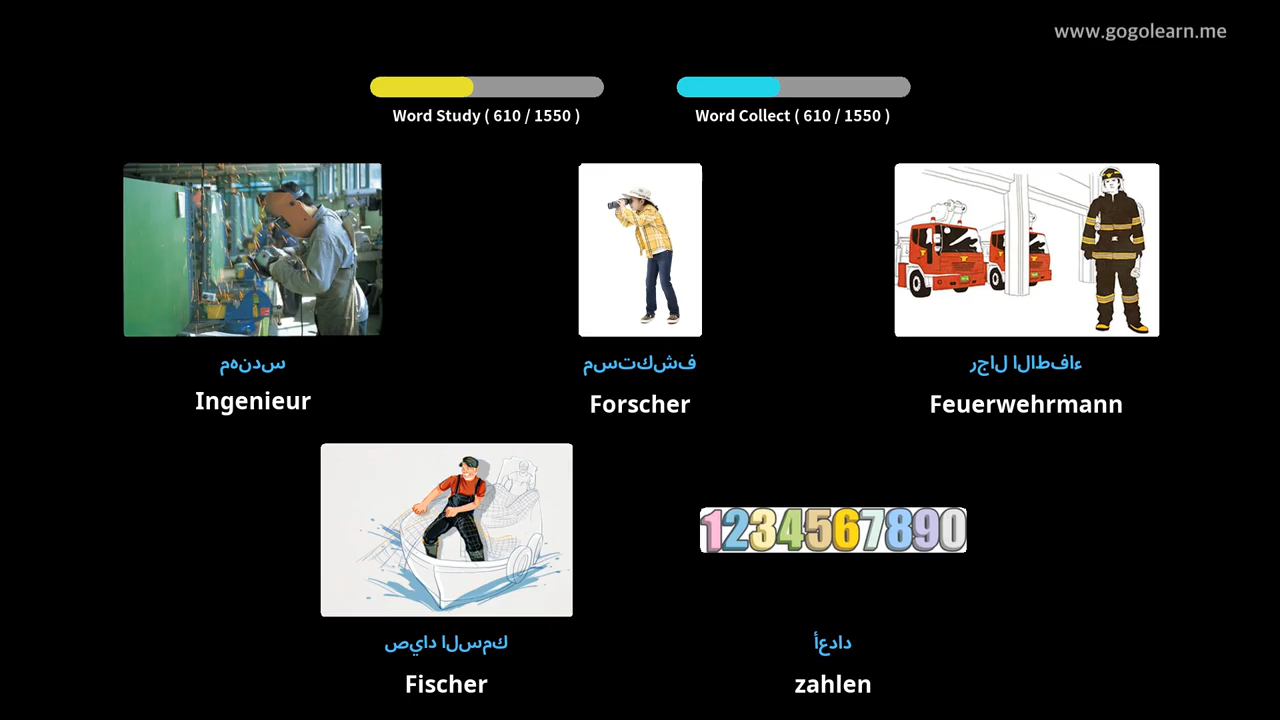 www.gogolearn.me
Word Study ( 610 / 1550 )
Word Collect ( 610 / 1550 )
مهندس
Ingenieur
مستكشف
Forscher
رجال الاطفاء
Feuerwehrmann
1234567890
صياد السمك
Fischer
أعداد
zahlen